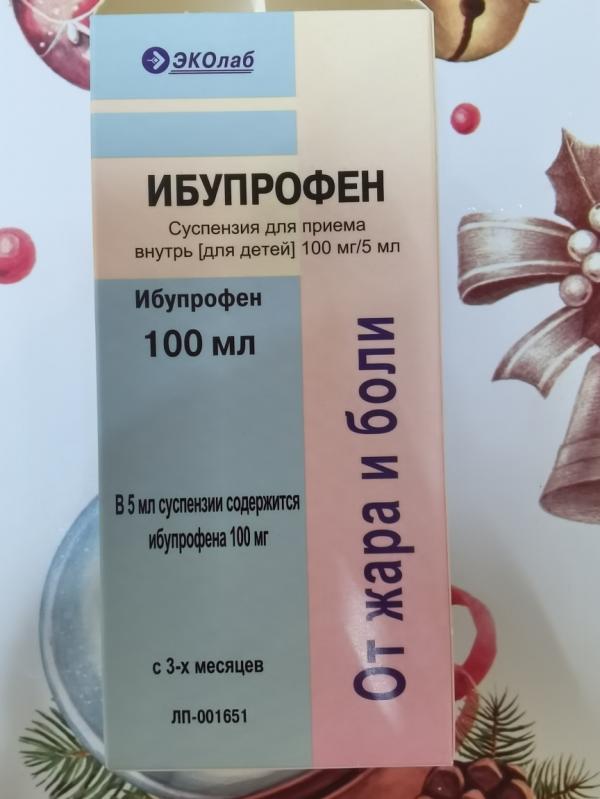 ЭКОлаб
ИБУПРОФЕН
Суспензия для приема
внутрь [для детей] 100 мг/5 мл
Ибупрофен
100 мл
В 5 мл суспензии содержится
ибупрофена 100 мг
с 3-х месяцев
ЛП-001651
От жара и боли